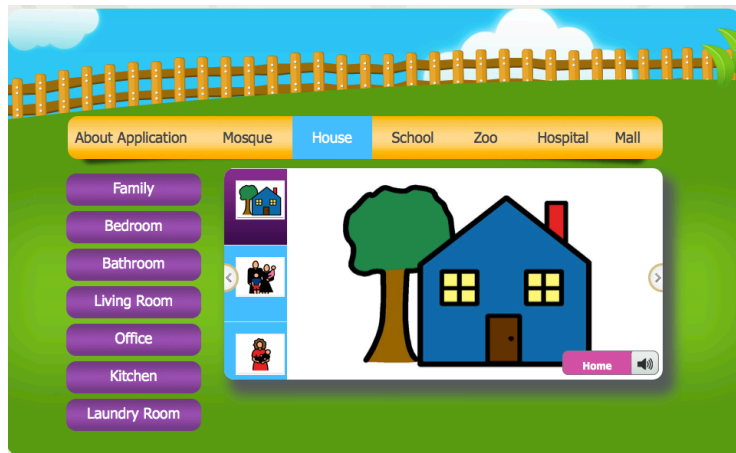 About Application Mosque House School Zoo Hospital Mall
Family
Bedroom
Bathroom
Living Room
Office
Kitchen
Laundry Room
Home